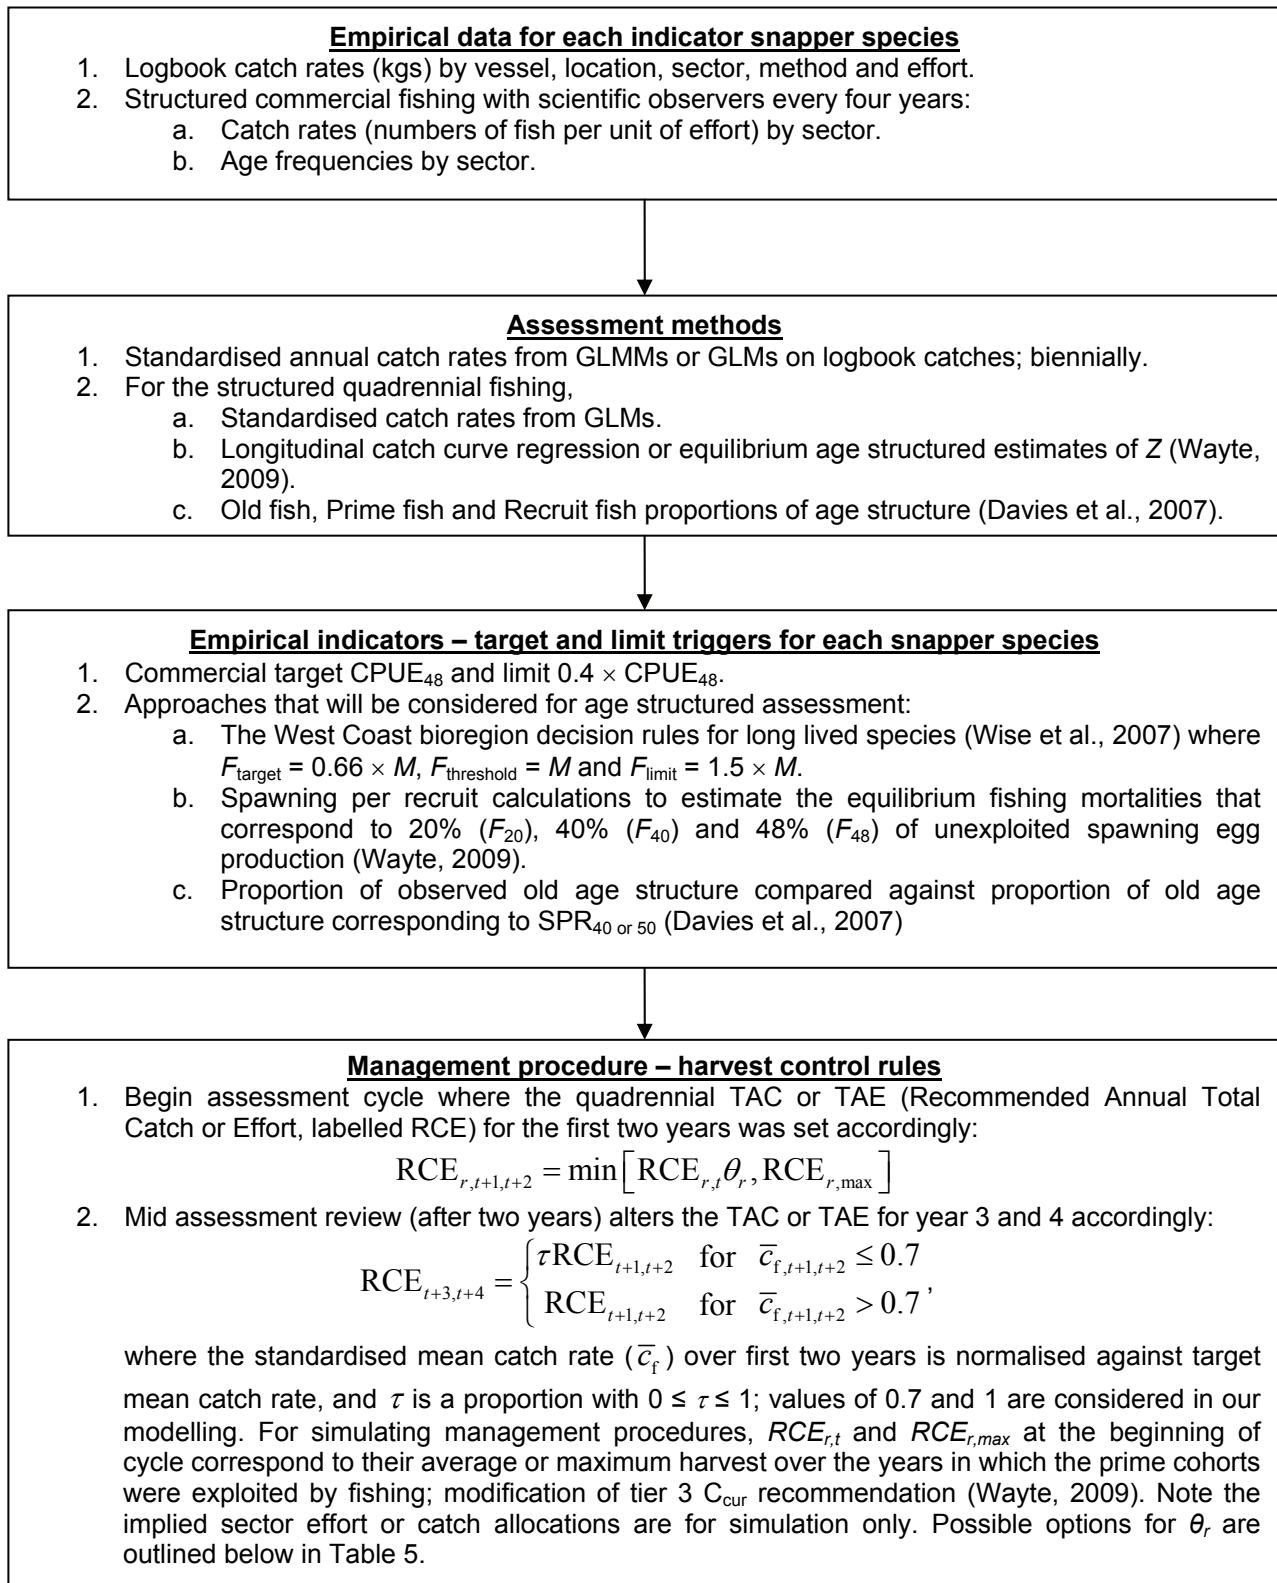 Empirical data for each indicator snapper species
1. Logbook catch rates (kgs) by vessel, location, sector, method and effort.
2. Structured commercial fishing with scientific observers every four years:
a. Catch rates (numbers of fish per unit of effort) by sector.
b. Age frequencies by sector.
Assessment methods
1. Standardised annual catch rates from GLMMs or GLMs on logbook catches; biennially.
2. For the structured quadrennial fishing,
a. Standardised catch rates from GLMs.
b. Longitudinal catch curve regression or equilibrium age structured estimates of Z (Wayte,
2009).
c. Old fish, Prime fish and Recruit fish proportions of age structure (Davies et al., 2007).
Empirical indicators – target and limit triggers for each snapper species
1. Commercial target CPUE₄₈ and limit 0.4 × CPUE₄₈.
2. Approaches that will be considered for age structured assessment:
a. The West Coast bioregion decision rules for long lived species (Wise et al., 2007) where
F_target = 0.66 × M, F_threshold = M and F_limit = 1.5 × M.
b. Spawning per recruit calculations to estimate the equilibrium fishing mortalities that
correspond to 20% (F₂₀), 40% (F₄₀) and 48% (F₄₈) of unexploited spawning egg
production (Wayte, 2009).
c. Proportion of observed old age structure compared against proportion of old age
structure corresponding to SPR_40 or 50 (Davies et al., 2007)
Management procedure – harvest control rules
1. Begin assessment cycle where the quadrennial TAC or TAE (Recommended Annual Total
Catch or Effort, labelled RCE) for the first two years was set accordingly:
RCE_{r,t+1,t+2} = min[RCE_{r,t}θ_r, RCE_{r,max}]
2. Mid assessment review (after two years) alters the TAC or TAE for year 3 and 4 accordingly:
RCE_{t+3,t+4} = { τRCE_{t+1,t+2} for c̄_{f,t+1,t+2} ≤ 0.7
RCE_{t+1,t+2} for c̄_{f,t+1,t+2} > 0.7 ,
where the standardised mean catch rate (c̄_f) over first two years is normalised against target
mean catch rate, and τ is a proportion with 0 ≤ τ ≤ 1; values of 0.7 and 1 are considered in our
modelling. For simulating management procedures, RCE_{r,t} and RCE_{r,max} at the beginning of
cycle correspond to their average or maximum harvest over the years in which the prime cohorts
were exploited by fishing; modification of tier 3 C_cur recommendation (Wayte, 2009). Note the
implied sector effort or catch allocations are for simulation only. Possible options for θ_r are
outlined below in Table 5.